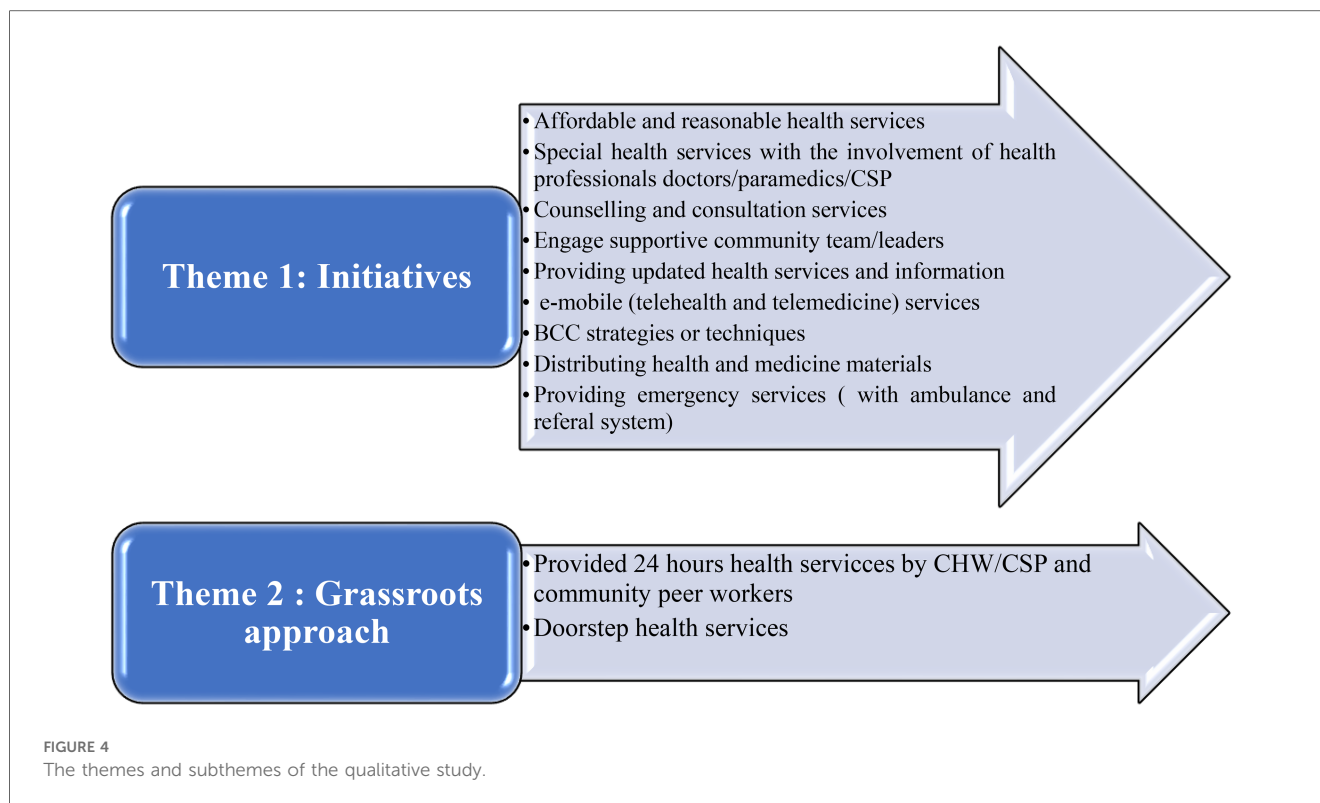 Theme 1: Initiatives
•Affordable and reasonable health services
•Special health services with the involvement of health
professionals doctors/paramedics/CSP
•Counselling and consultation services
•Engage supportive community team/leaders
•Providing updated health services and information
• e-mobile (telehealth and telemedicine) services
•BCC strategies or techniques
•Distributing health and medicine materials
•Providing emergency services ( with ambulance and
referal system)
Theme 2 : Grassroots
approach
•Provided 24 hours health servicces by CHW/CSP and
community peer workers
•Doorstep health services
FIGURE 4
The themes and subthemes of the qualitative study.